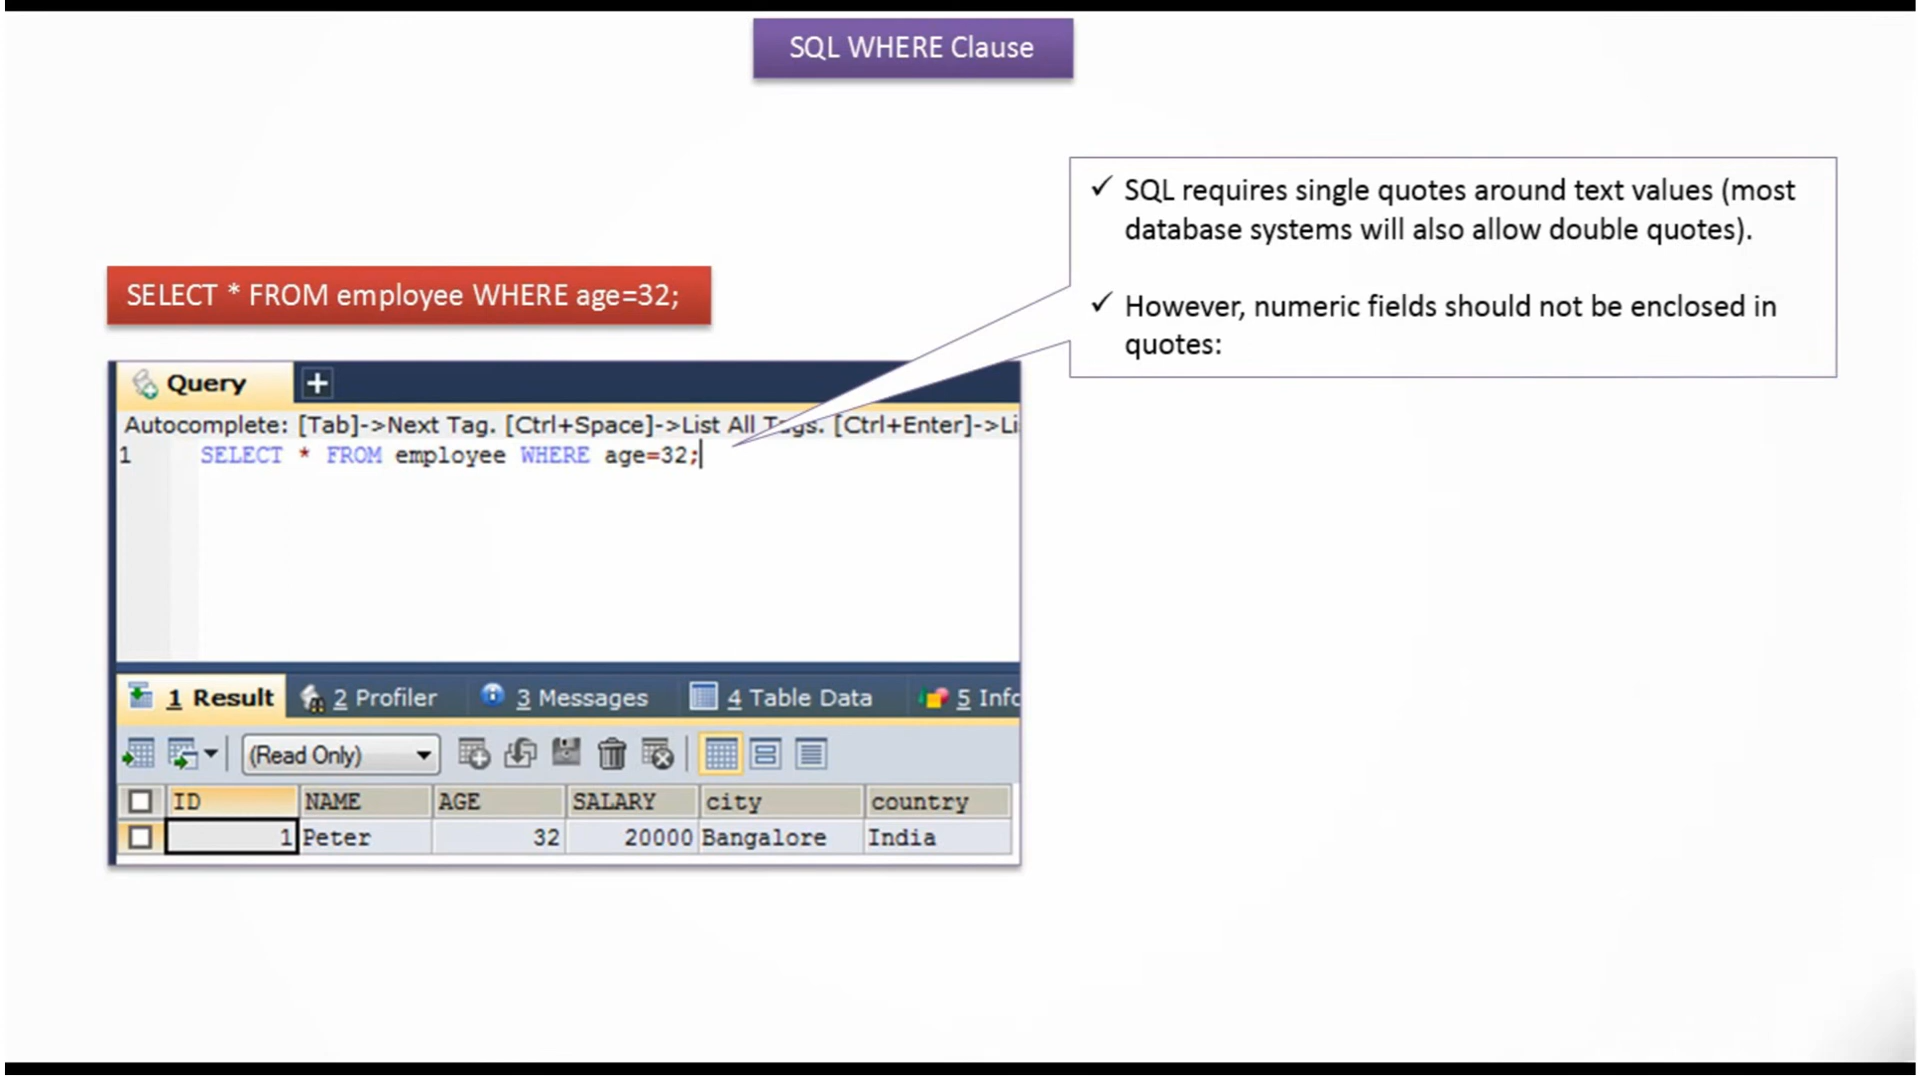 SQL WHERE Clause
✓ SQL requires single quotes around text values (most
database systems will also allow double quotes).
✓ However, numeric fields should not be enclosed in
quotes:
SELECT * FROM employee WHERE age=32;
Query
Autocomplete: [Tab]->Next Tag. [Ctrl+Space]->List All Tags. [Ctrl+Enter]->Li
1 SELECT * FROM employee WHERE age=32;
1 Result 2 Profiler 3 Messages 4 Table Data 5 Info
(Read Only)
ID NAME AGE SALARY city country
1 Peter 32 20000 Bangalore India